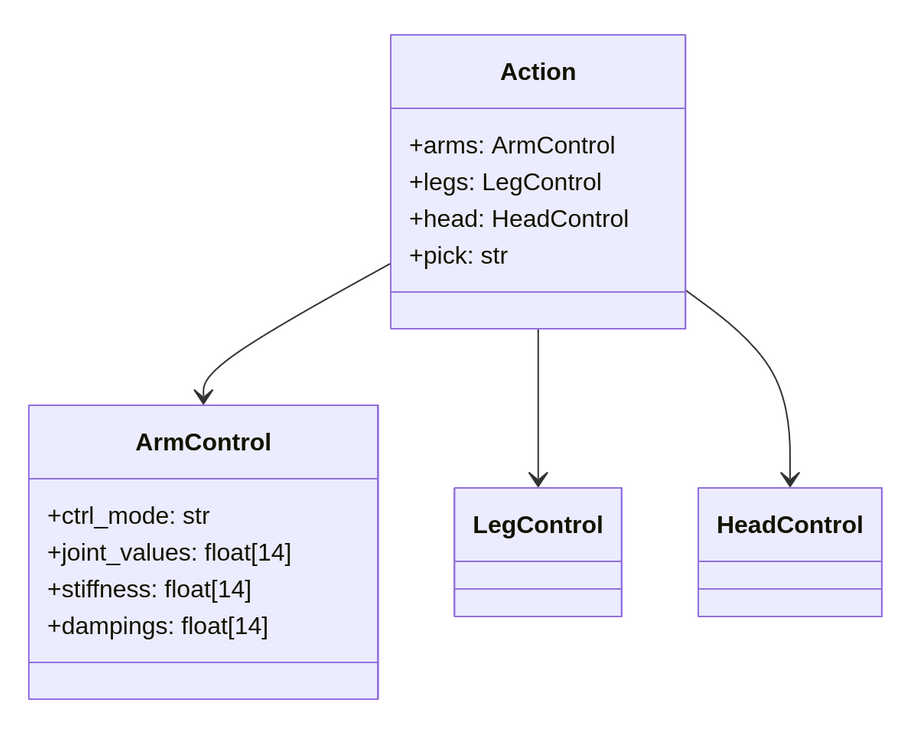 Action
+arms: ArmControl
+legs: LegControl
+head: HeadControl
+pick: str
ArmControl
+ctrl_mode: str
+joint_values: float[14]
+stiffness: float[14]
+dampings: float[14]
LegControl
HeadControl